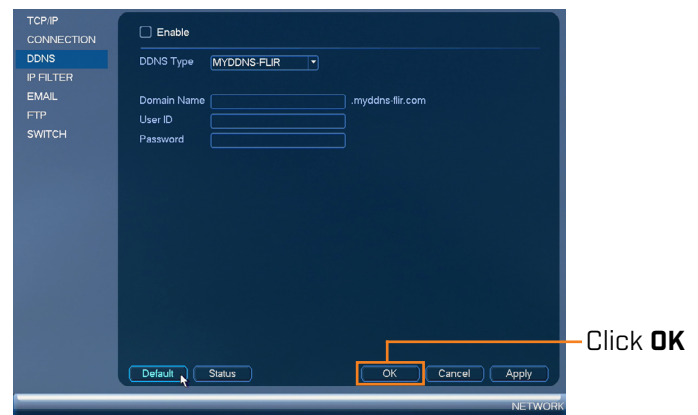 TCP/IP
CONNECTION
DDNS
IP FILTER
EMAIL
FTP
SWITCH
Enable
DDNS Type MYDDNS-FLIR
Domain Name .myddns-flir.com
User ID
Password
Default Status OK Cancel Apply
Click OK
NETWORK